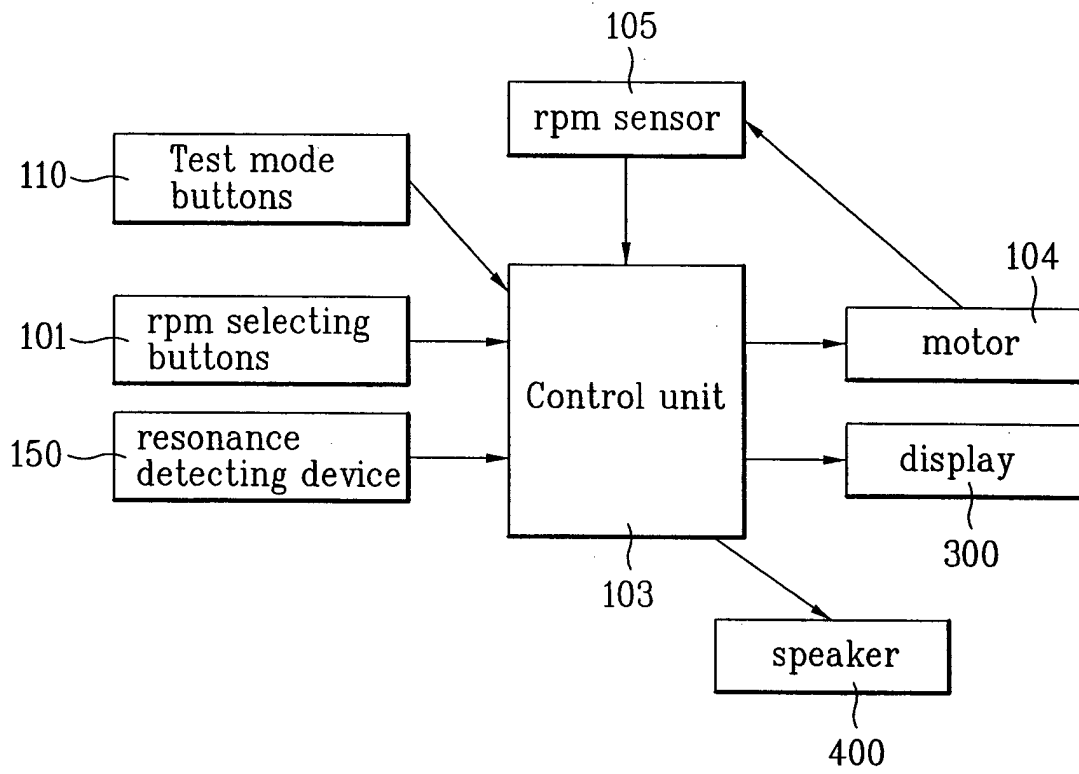 105
rpm sensor
110
Test mode
buttons
104
101
rpm selecting
buttons
motor
Control unit
150
resonance
detecting device
display
300
103
speaker
400